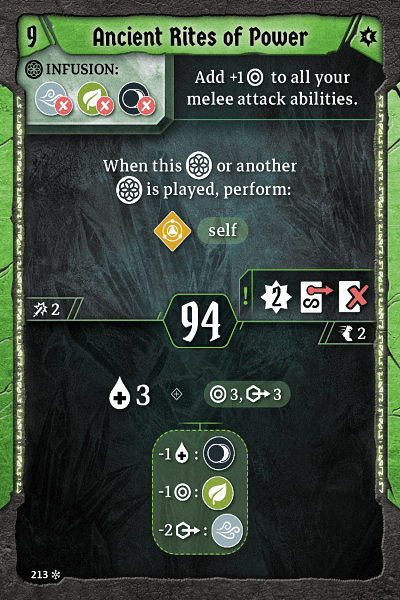 9 Ancient Rites of Power
INFUSION:
Add +1 to all your
melee attack abilities.
When this or another
is played, perform:
self
! 2
2
94
2
3 3, 3
-1 :
-1 :
-2 :
213